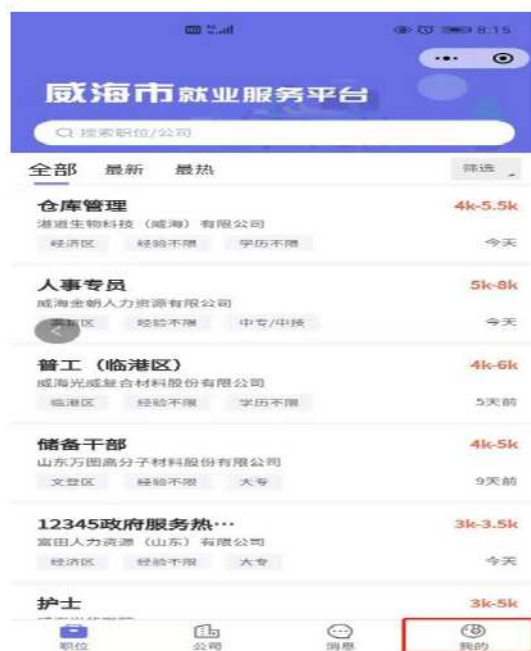 HD 8:15
威海市就业服务平台
搜索职位/公司
全部 最新 最热 筛选
仓库管理 4k-5.5k
湛道生物科技（威海）有限公司
经济区 经验不限 学历不限 今天
人事专员 5k-8k
威海金朝人力资源有限公司
经验不限 中专/中技 今天
普工（临港区） 4k-6k
威海光威复合材料股份有限公司
临港区 经验不限 学历不限 5天前
储备干部 4k-5k
山东万图高分子材料股份有限公司
文登区 经验不限 大专 9天前
12345政府服务热… 3k-3.5k
富田人力资源（山东）有限公司
经济区 经验不限 大专 今天
护士 3k-5k
职位 公司 消息 我的